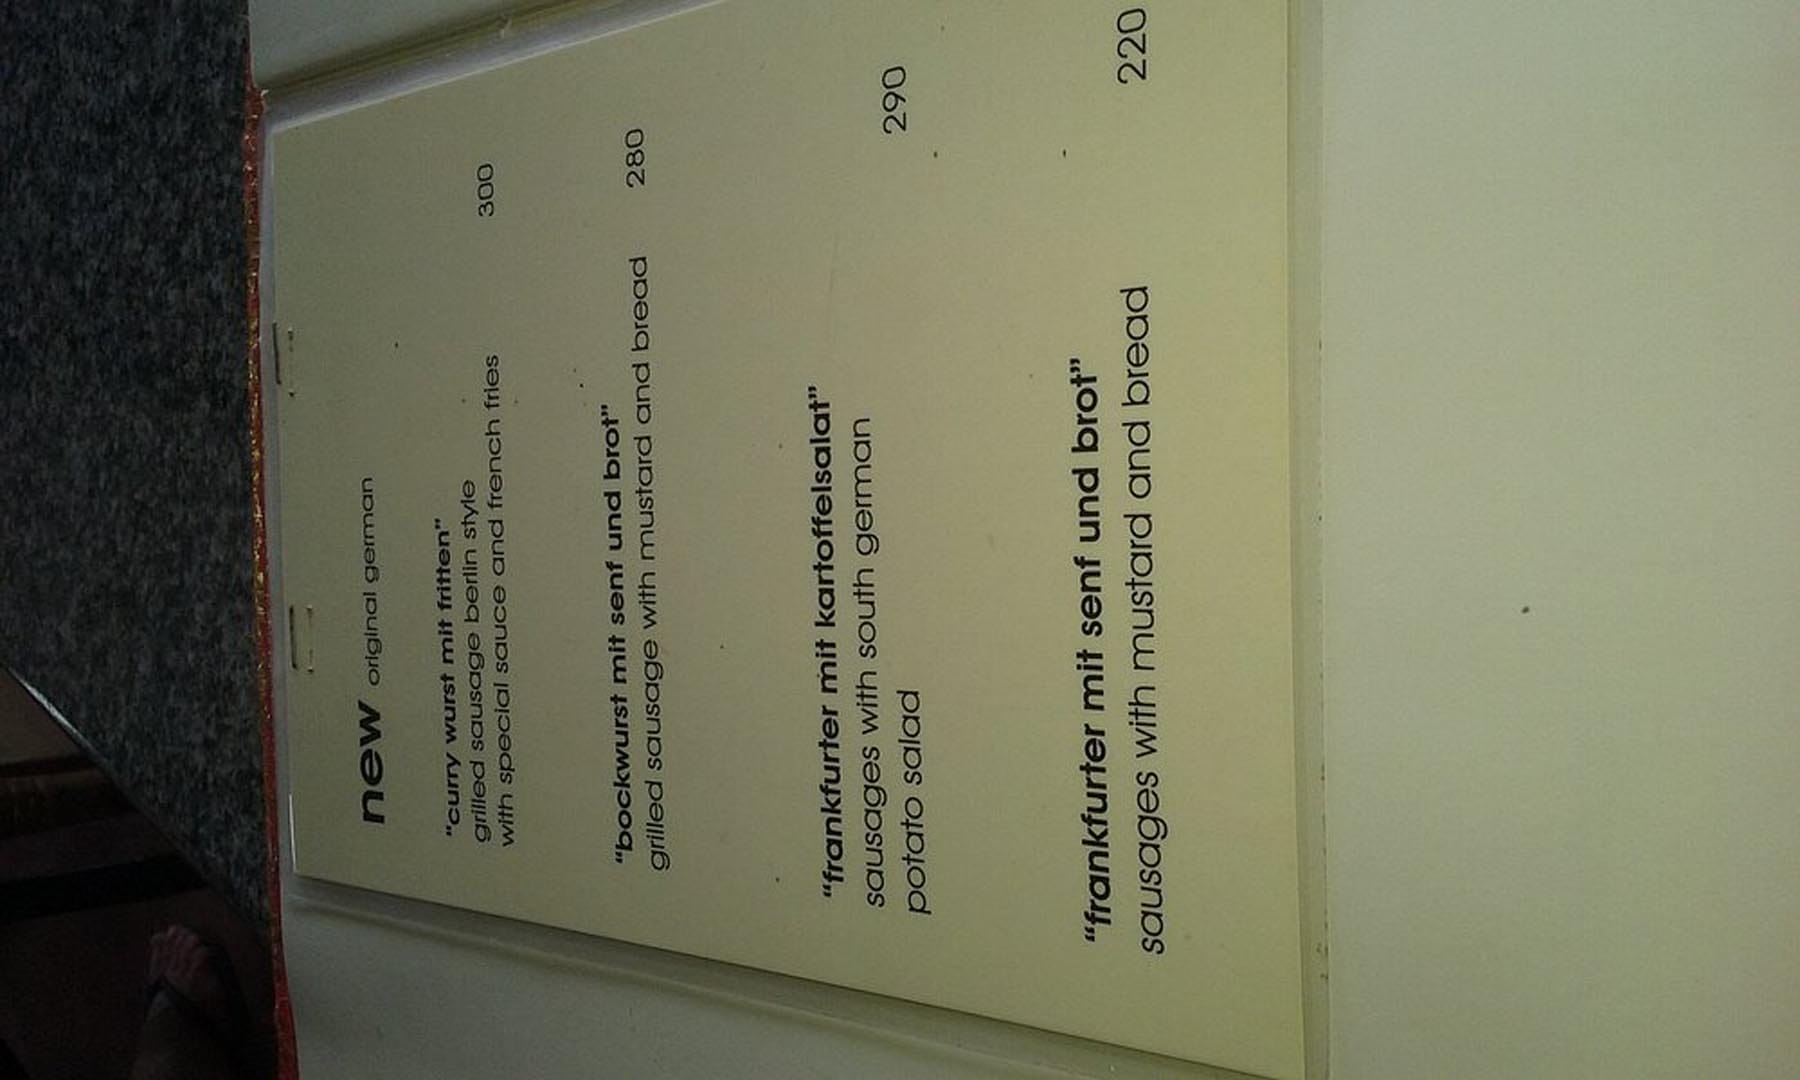 new original german
"curry wurst mit fritten"
grilled sausage berlin style
with special sauce and french fries 300
"bockwurst mit senf und brot"
grilled sausage with mustard and bread 280
"frankfurter mit kartoffelsalat"
sausages with south german
potato salad 290
"frankfurter mit senf und brot"
sausages with mustard and bread 220